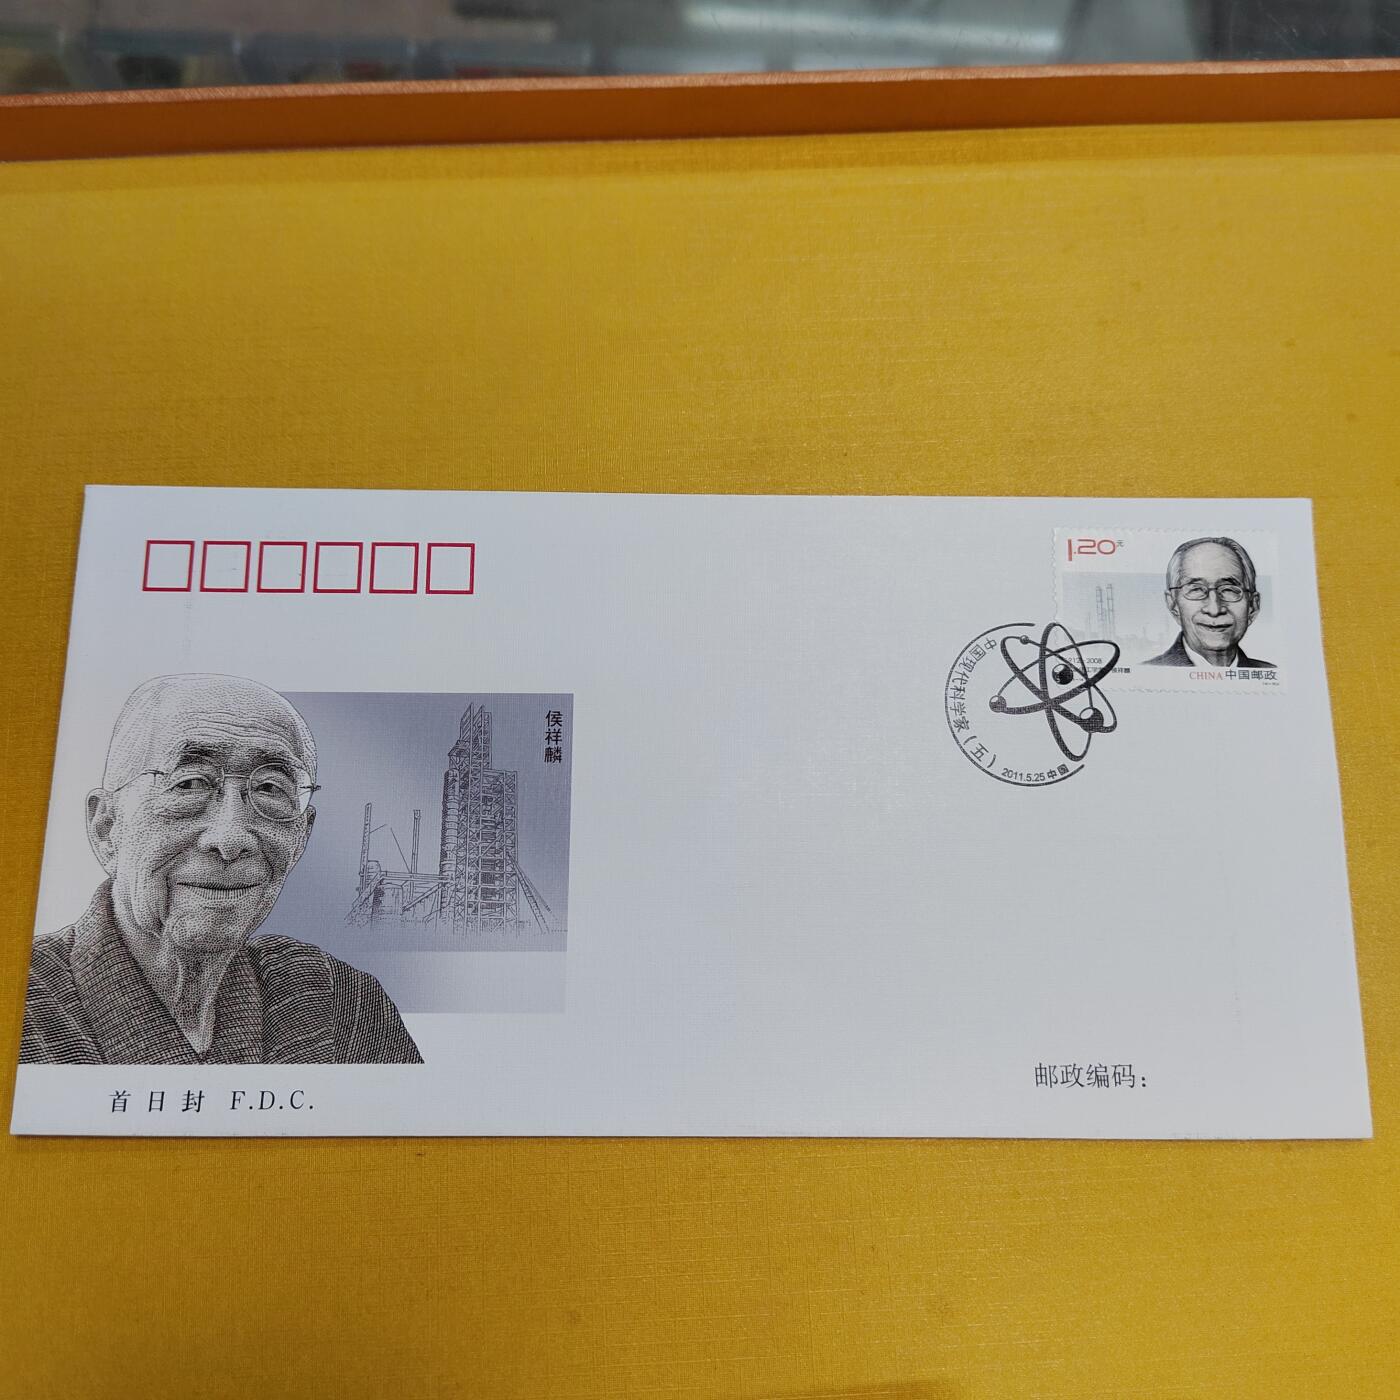 1.20元
CHINA 中国邮政
中国现代科学家(五)
2011.5.25 中国
侯祥麟
首日封 F.D.C.
邮政编码: